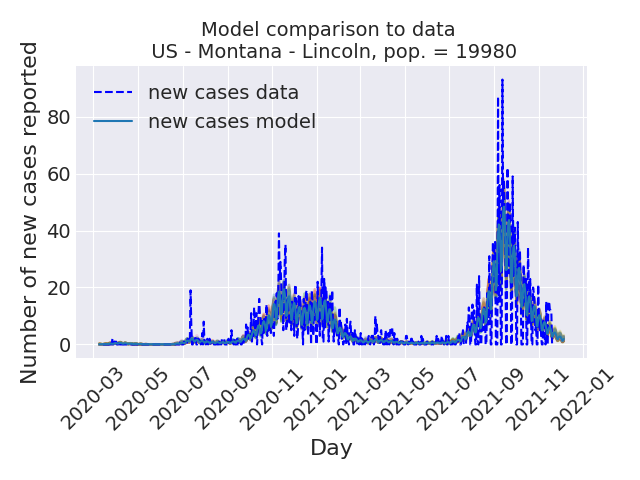 Model comparison to data
US - Montana - Lincoln, pop. = 19980
Number of new cases reported
80
60
40
20
0
new cases data
new cases model
2020-03
2020-05
2020-07
2020-09
2020-11
2021-01
2021-03
2021-05
2021-07
2021-09
2021-11
2022-01
Day